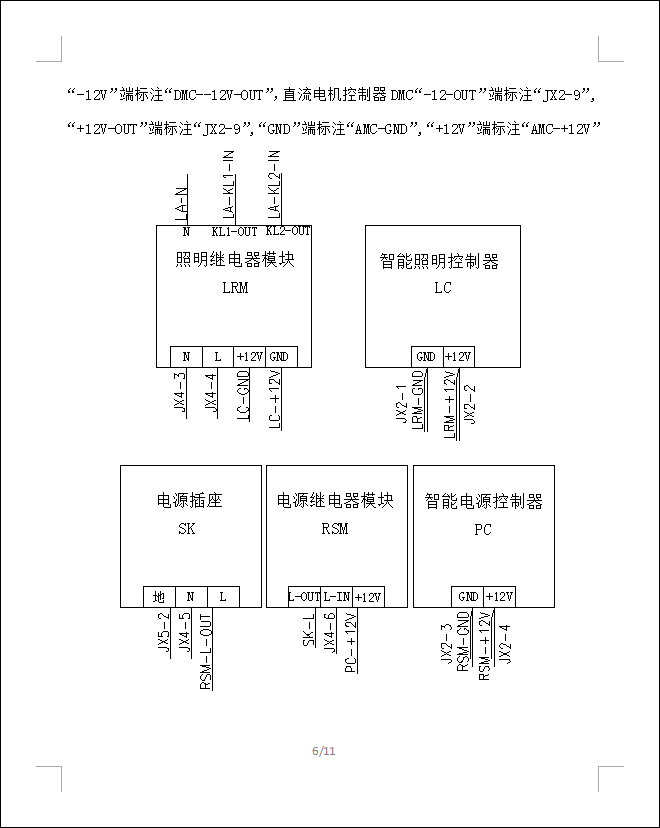 “-12V”端标注“DMC--12V-OUT”，直流电机控制器DMC“-12-OUT”端标注“JX2-9”，
“+12V-OUT”端标注“JX2-9”，“GND”端标注“AMC-GND”，“+12V”端标注“AMC-+12V”
LA-N
LA-KL1-IN
LA-KL2-IN
N KL1-OUT KL2-OUT
照明继电器模块
LRM
N L +12V GND
JX4-3
JX4-4
LC-GND
LC-+12V
智能照明控制器
LC
GND +12V
JX2-1
LRM-GND
LRM-+12V
JX2-2
电源插座
SK
地 N L
JX5-2
JX4-5
RSM-L-OUT
电源继电器模块
RSM
L-OUT L-IN +12V
SK-L
JX4-6
PC-+12V
智能电源控制器
PC
GND +12V
JX2-3
RSM-GND
RSM-+12V
JX2-4
6/11